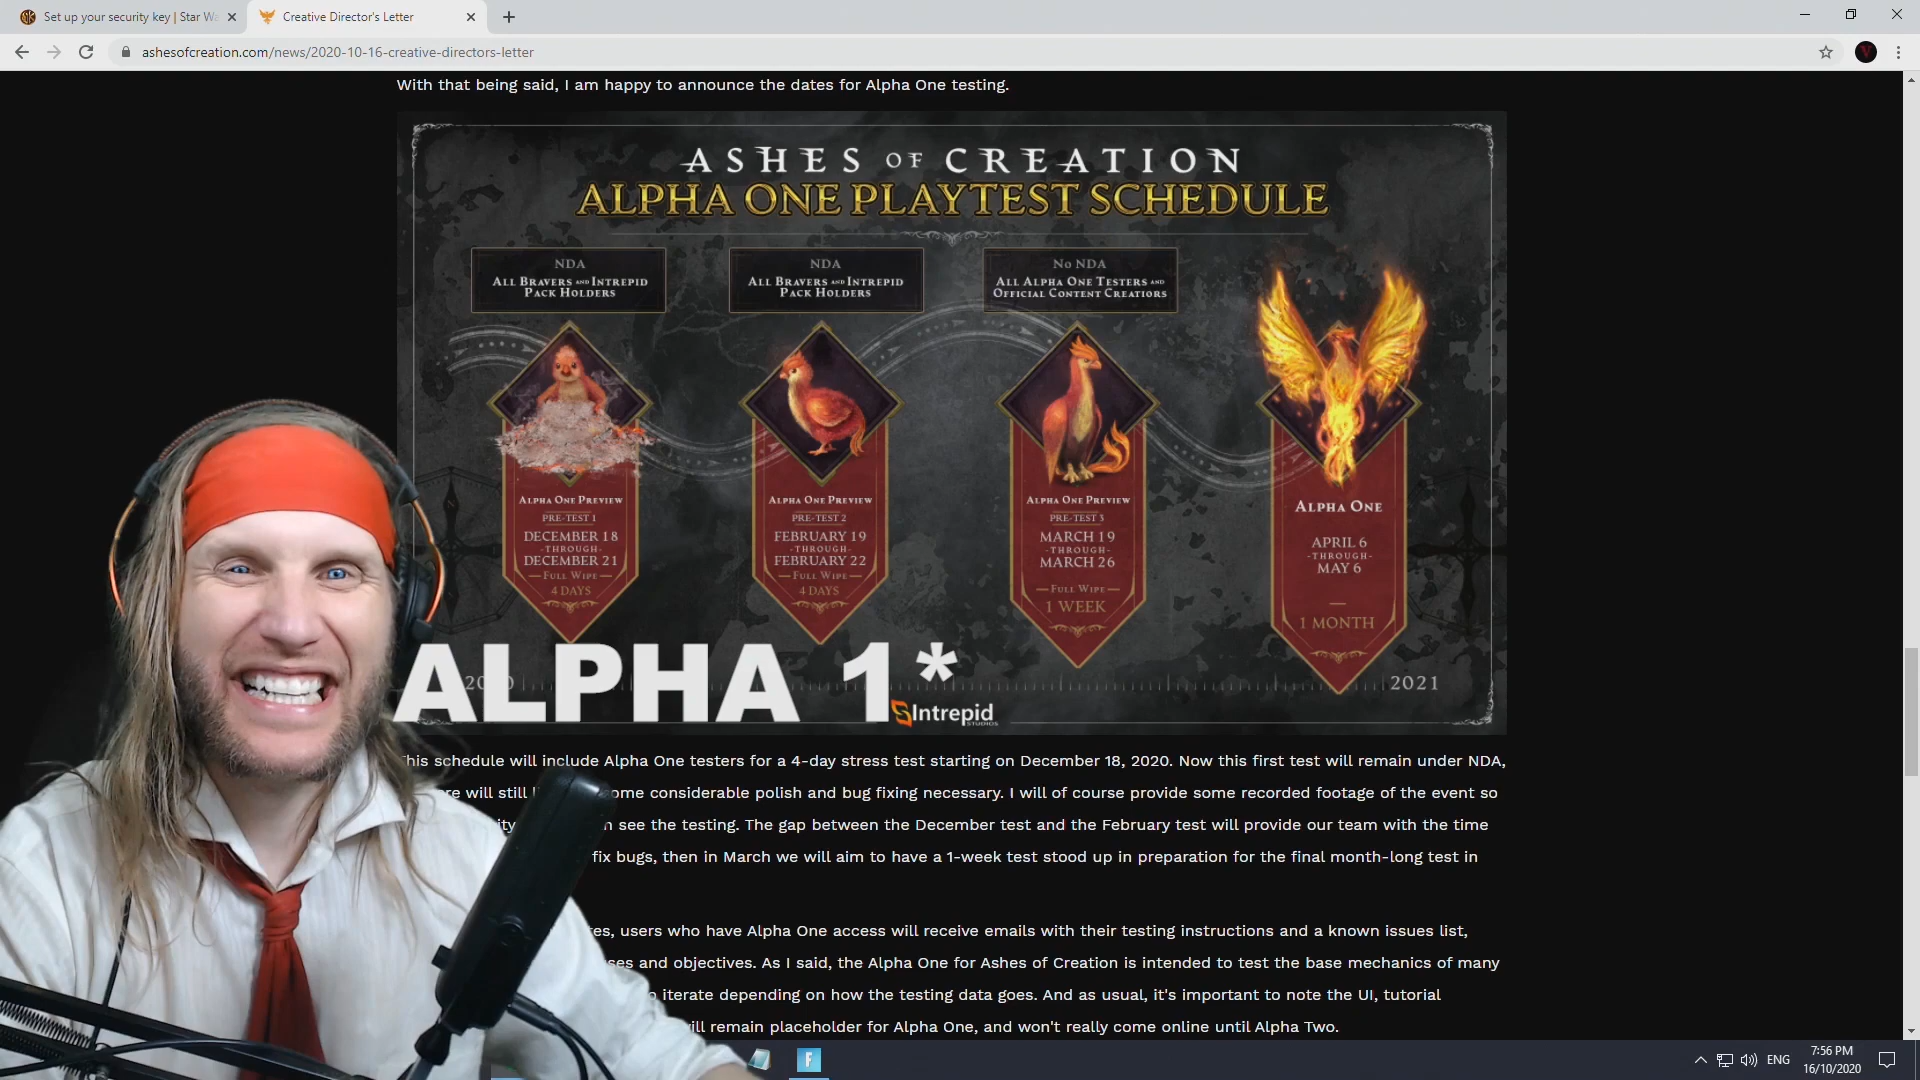 Set up your security key | Star Wa
Creative Director's Letter
ashesofcreation.com/news/2020-10-16-creative-directors-letter
With that being said, I am happy to announce the dates for Alpha One testing.
ASHES OF CREATION
ALPHA ONE PLAYTEST SCHEDULE
NDA
ALL BRAVERS AND INTREPID
PACK HOLDERS
NDA
ALL BRAVERS AND INTREPID
PACK HOLDERS
NO NDA
ALL ALPHA ONE TESTERS AND
OFFICIAL CONTENT CREATIORS
ALPHA ONE PREVIEW
PRE-TEST 1
DECEMBER 18
-THROUGH-
DECEMBER 21
FULL WIPE
4 DAYS
ALPHA ONE PREVIEW
PRE-TEST 2
FEBRUARY 19
-THROUGH-
FEBRUARY 22
FULL WIPE
4 DAYS
ALPHA ONE PREVIEW
PRE-TEST 3
MARCH 19
-THROUGH-
MARCH 26
FULL WIPE
1 WEEK
ALPHA ONE
APRIL 6
-THROUGH-
MAY 6
1 MONTH
ALPHA 1*
2021
Intrepid
STUDIOS
This schedule will include Alpha One testers for a 4-day stress test starting on December 18, 2020. Now this first test will remain under NDA,
will still some considerable polish and bug fixing necessary. I will of course provide some recorded footage of the event so
see the testing. The gap between the December test and the February test will provide our team with the time
fix bugs, then in March we will aim to have a 1-week test stood up in preparation for the final month-long test in
users who have Alpha One access will receive emails with their testing instructions and a known issues list,
and objectives. As I said, the Alpha One for Ashes of Creation is intended to test the base mechanics of many
iterate depending on how the testing data goes. And as usual, it's important to note the UI, tutorial
will remain placeholder for Alpha One, and won't really come online until Alpha Two.
ENG
7:56 PM
16/10/2020